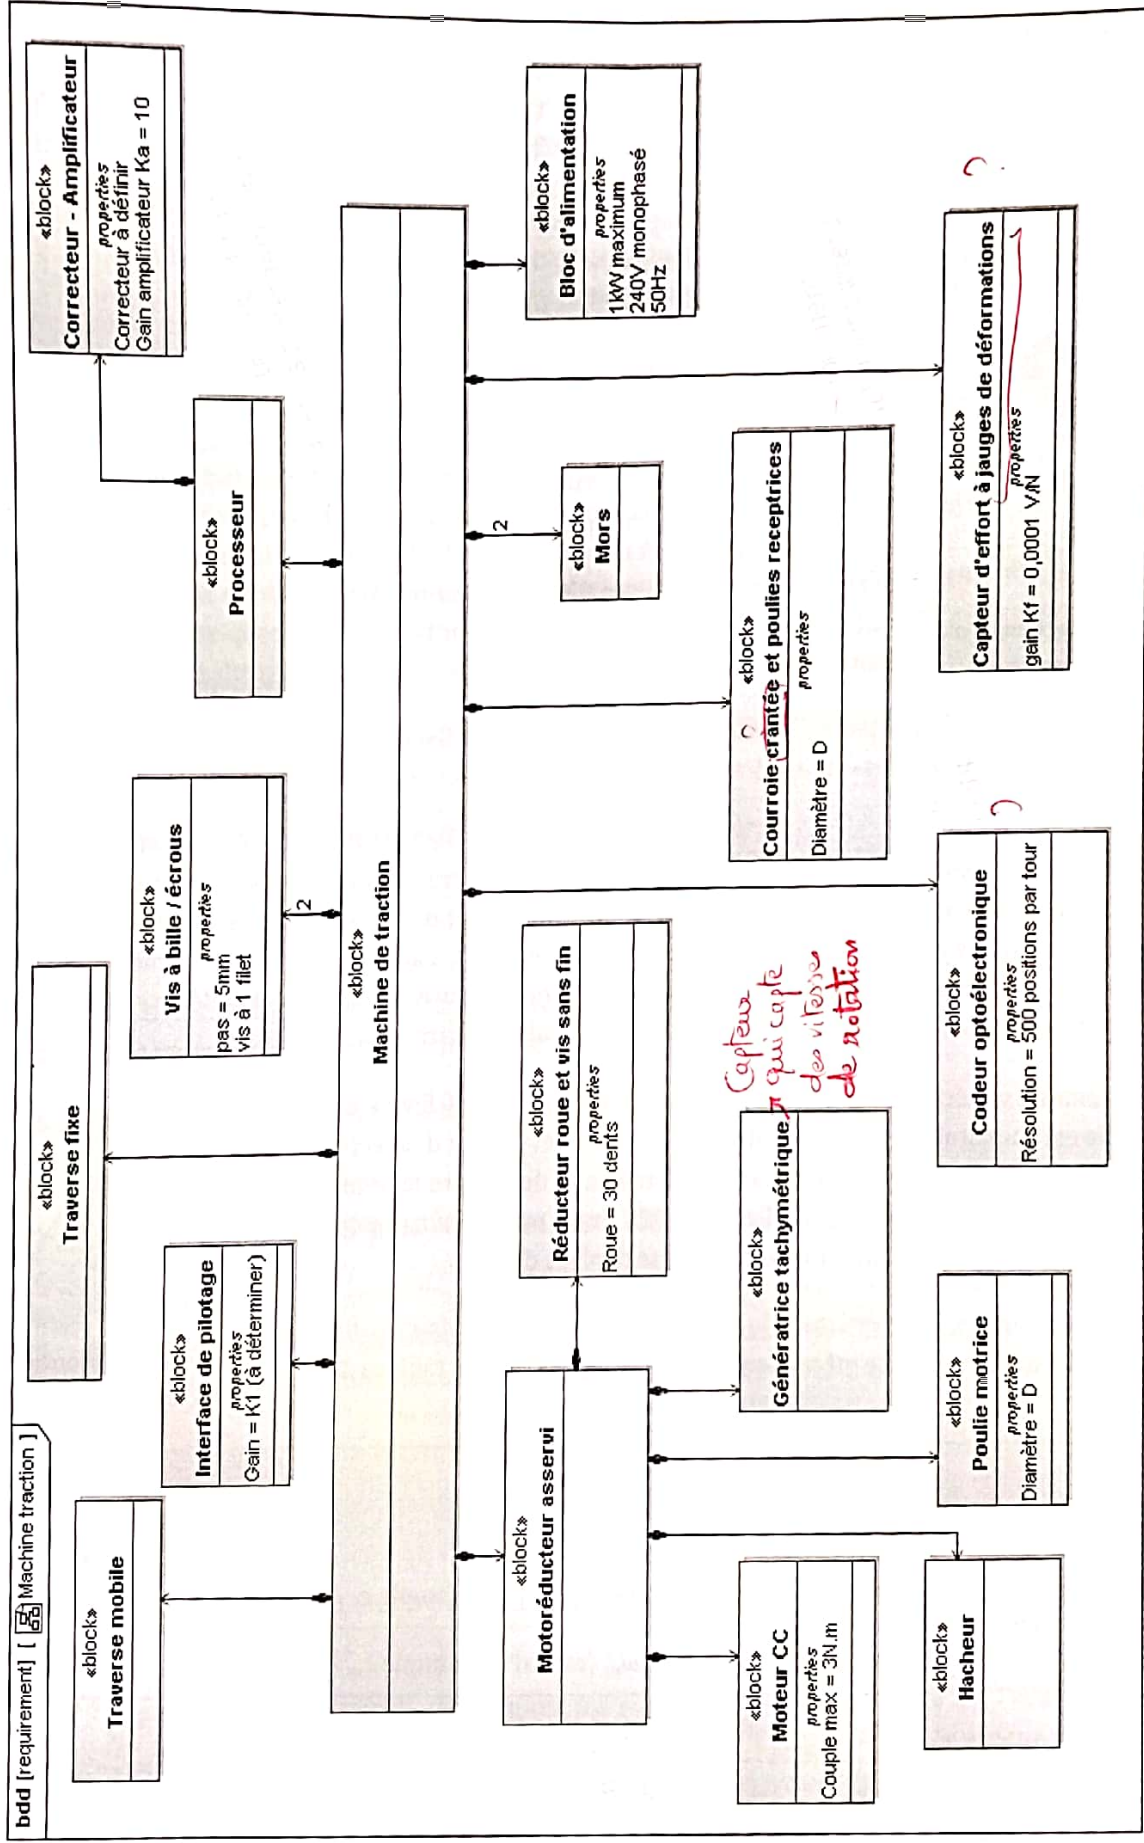 bdd [requirement] [ Machine traction ]
«block»
Traverse mobile
«block»
Interface de pilotage
properties
Gain = K1 (à déterminer)
«block»
Traverse fixe
«block»
Vis à bille / écrous
properties
pas = 5mm
vis à 1 filet
2
«block»
Processeur
«block»
Correcteur - Amplificateur
properties
Correcteur à définir
Gain amplificateur Ka = 10
«block»
Machine de traction
«block»
Motoréducteur asservi
«block»
Réducteur roue et vis sans fin
properties
Roue = 30 dents
2
«block»
Mors
«block»
Bloc d'alimentation
properties
1kW maximum
240V monophasé
50Hz
«block»
Moteur CC
properties
Couple max = 3N.m
«block»
Génératrice tachymétrique
Capteur
qui capte
des vitesses
de rotation
«block»
Courroie crantée et poulies receptrices
properties
Diamètre = D
«block»
Hacheur
«block»
Poulie motrice
properties
Diamètre = D
«block»
Codeur optoélectronique
properties
Résolution = 500 positions par tour
«block»
Capteur d'effort à jauges de déformations
properties
gain Kf = 0,0001 V/N